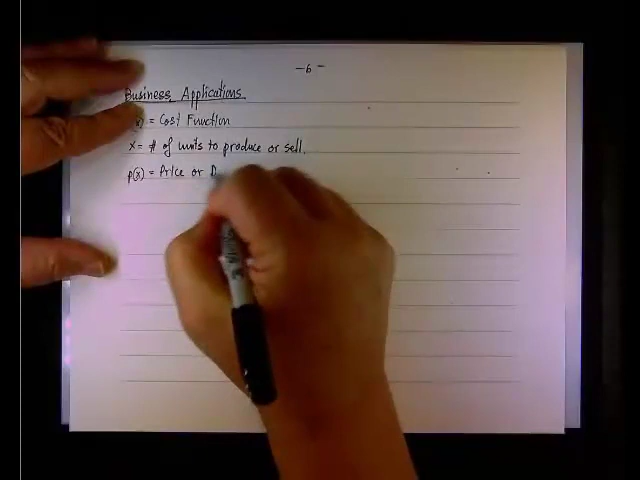 -6-
Business Applications
= Cost Function
x = # of units to produce or sell.
p(x) = Price or D